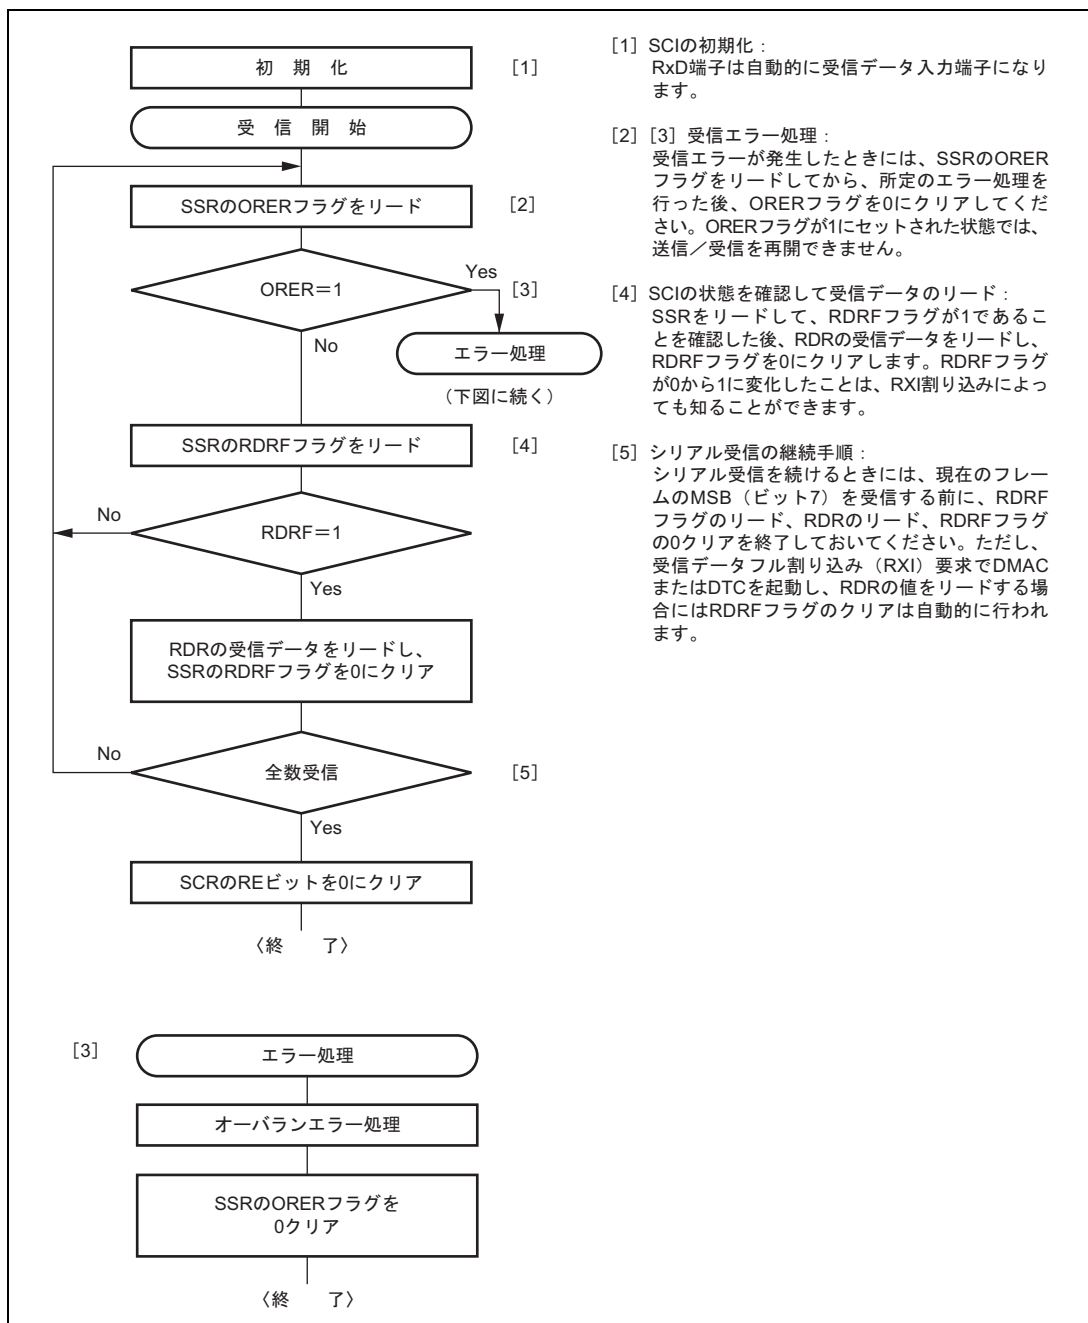 初 期 化 [1]
受 信 開 始
SSRのORERフラグをリード [2]
ORER＝1
Yes
[3]
No
エラー処理
（下図に続く）
SSRのRDRFフラグをリード [4]
No
RDRF＝1
Yes
RDRの受信データをリードし、
SSRのRDRFフラグを0にクリア
No
全数受信 [5]
Yes
SCRのREビットを0にクリア
〈終 了〉
[3]
エラー処理
オーバランエラー処理
SSRのORERフラグを
0クリア
〈終 了〉
[1] SCIの初期化：
RxD端子は自動的に受信データ入力端子になり
ます。
[2] [3] 受信エラー処理：
受信エラーが発生したときには、SSRのORER
フラグをリードしてから、所定のエラー処理を
行った後、ORERフラグを0にクリアしてくだ
さい。ORERフラグが1にセットされた状態では、
送信／受信を再開できません。
[4] SCIの状態を確認して受信データのリード：
SSRをリードして、RDRFフラグが1であるこ
とを確認した後、RDRの受信データをリードし、
RDRFフラグを0にクリアします。RDRFフラグ
が0から1に変化したことは、RXI割り込みによっ
ても知ることができます。
[5] シリアル受信の継続手順：
シリアル受信を続けるときには、現在のフレー
ムのMSB（ビット7）を受信する前に、RDRF
フラグのリード、RDRのリード、RDRFフラグ
の0クリアを終了しておいてください。ただし、
受信データフル割り込み（RXI）要求でDMAC
またはDTCを起動し、RDRの値をリードする場
合にはRDRFフラグのクリアは自動的に行われ
ます。